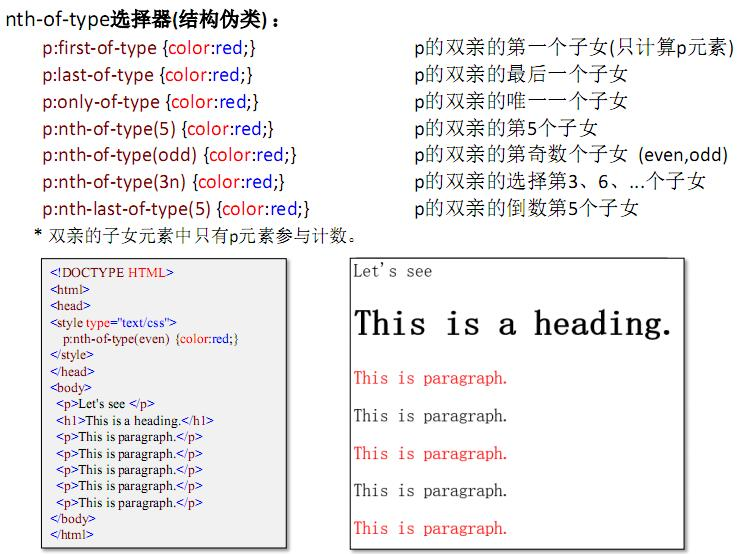 nth-of-type选择器(结构伪类)：
p:first-of-type {color:red;} p的双亲的第一个子女(只计算p元素)
p:last-of-type {color:red;} p的双亲的最后一个子女
p:only-of-type {color:red;} p的双亲的唯一一个子女
p:nth-of-type(5) {color:red;} p的双亲的第5个子女
p:nth-of-type(odd) {color:red;} p的双亲的第奇数个子女 (even,odd)
p:nth-of-type(3n) {color:red;} p的双亲的选择第3、6、...个子女
p:nth-last-of-type(5) {color:red;} p的双亲的倒数第5个子女
* 双亲的子女元素中只有p元素参与计数。
<!DOCTYPE HTML>
<html>
<head>
<style type="text/css">
p:nth-of-type(even) {color:red;}
</style>
</head>
<body>
<p>Let's see </p>
<h1>This is a heading.</h1>
<p>This is paragraph.</p>
<p>This is paragraph.</p>
<p>This is paragraph.</p>
<p>This is paragraph.</p>
<p>This is paragraph.</p>
</body>
</html>
Let's see
This is a heading.
This is paragraph.
This is paragraph.
This is paragraph.
This is paragraph.
This is paragraph.